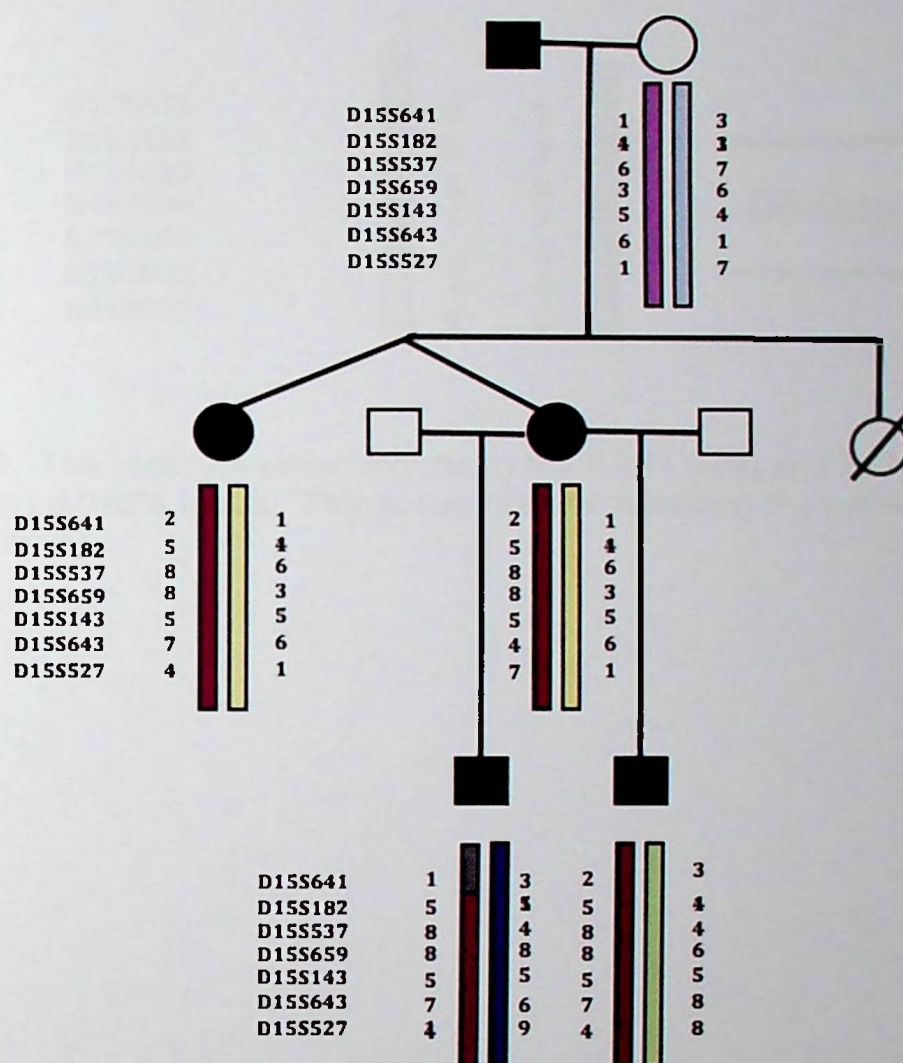 D15S641 1 3
D15S182 4 3
D15S537 6 7
D15S659 3 6
D15S143 5 4
D15S643 6 1
D15S527 1 7
D15S641 2 1 2 1
D15S182 5 4 5 4
D15S537 8 6 8 6
D15S659 8 3 8 3
D15S143 5 5 5 5
D15S643 7 6 4 6
D15S527 4 1 7 1
D15S641 1 3 2 3
D15S182 5 5 5 4
D15S537 8 4 8 4
D15S659 8 8 8 6
D15S143 5 5 5 5
D15S643 7 6 7 8
D15S527 4 9 4 8